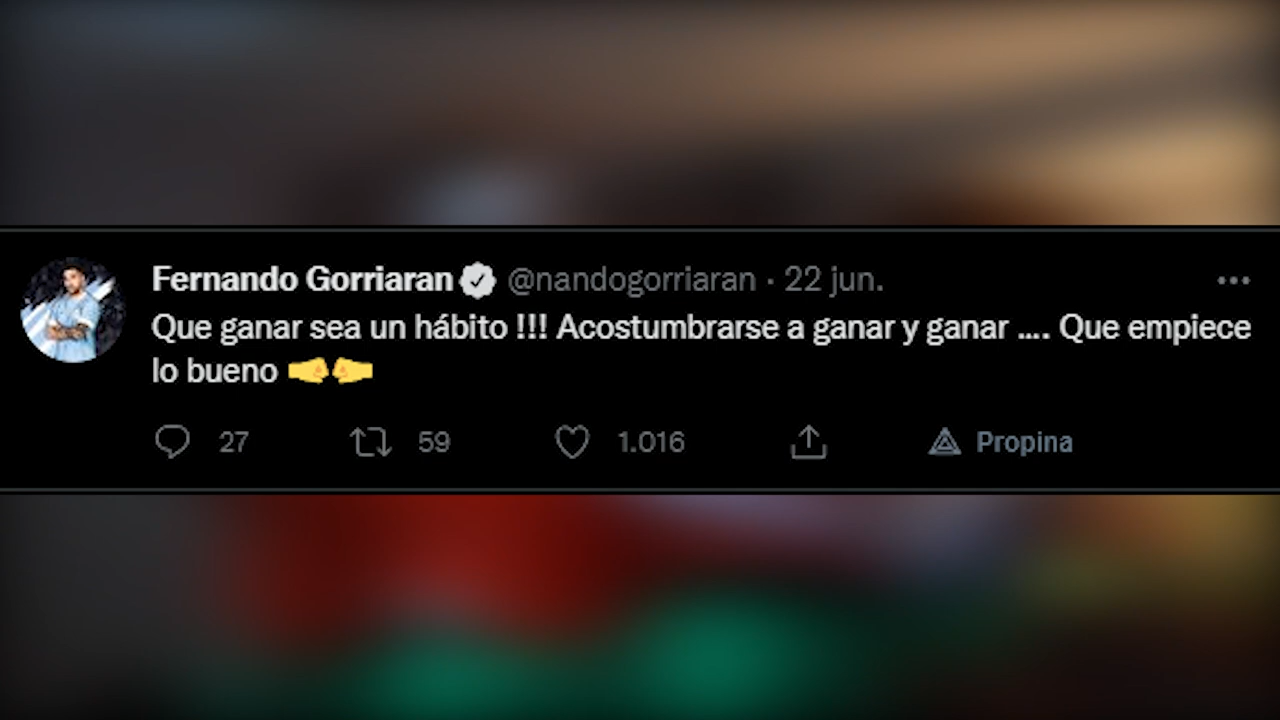 Fernando Gorriaran @nandogorriaran · 22 jun.
Que ganar sea un hábito !!! Acostumbrarse a ganar y ganar .... Que empiece
lo bueno 🤜🤛
27 59 1.016 Propina